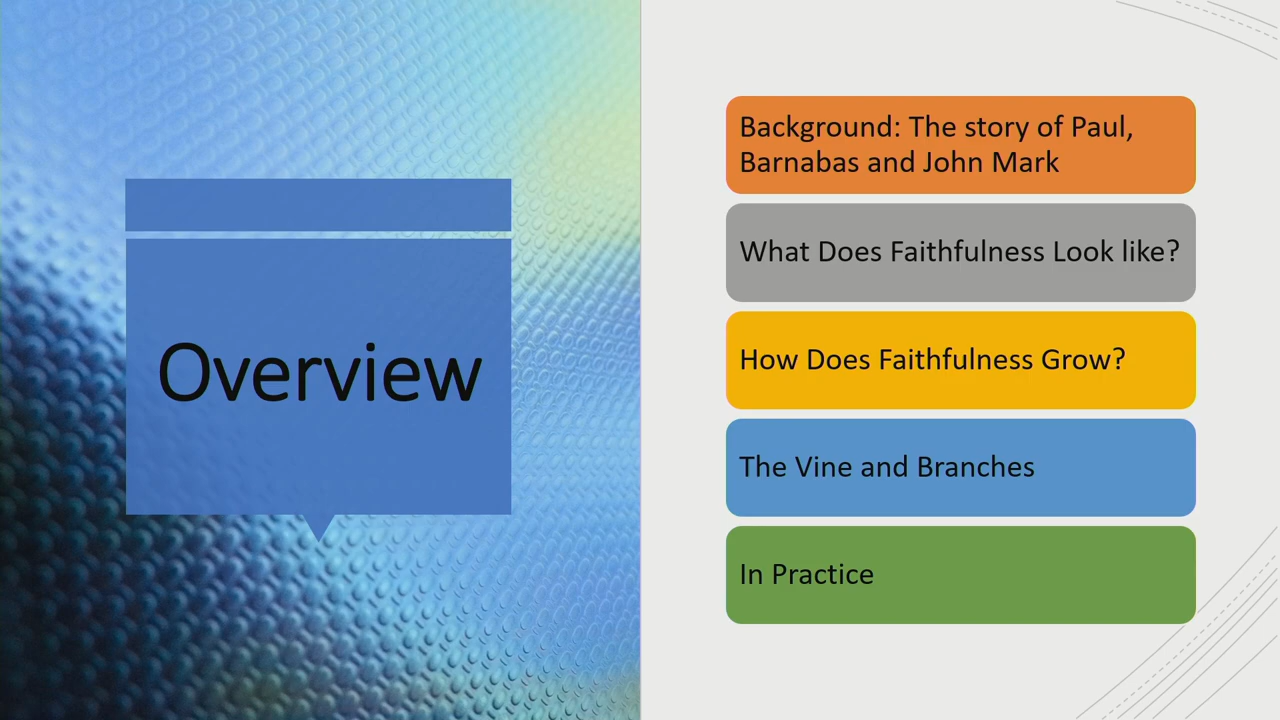 Overview
Background: The story of Paul,
Barnabas and John Mark
What Does Faithfulness Look like?
How Does Faithfulness Grow?
The Vine and Branches
In Practice